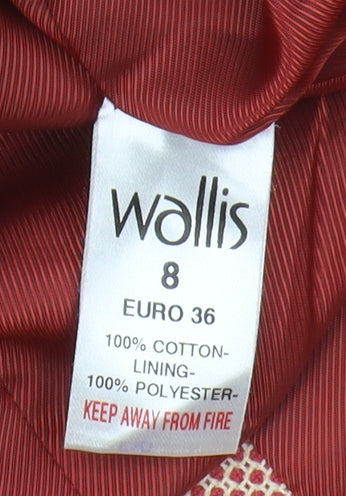 wallis
8
EURO 36
100% COTTON-
LINING-
100% POLYESTER-
KEEP AWAY FROM FIRE